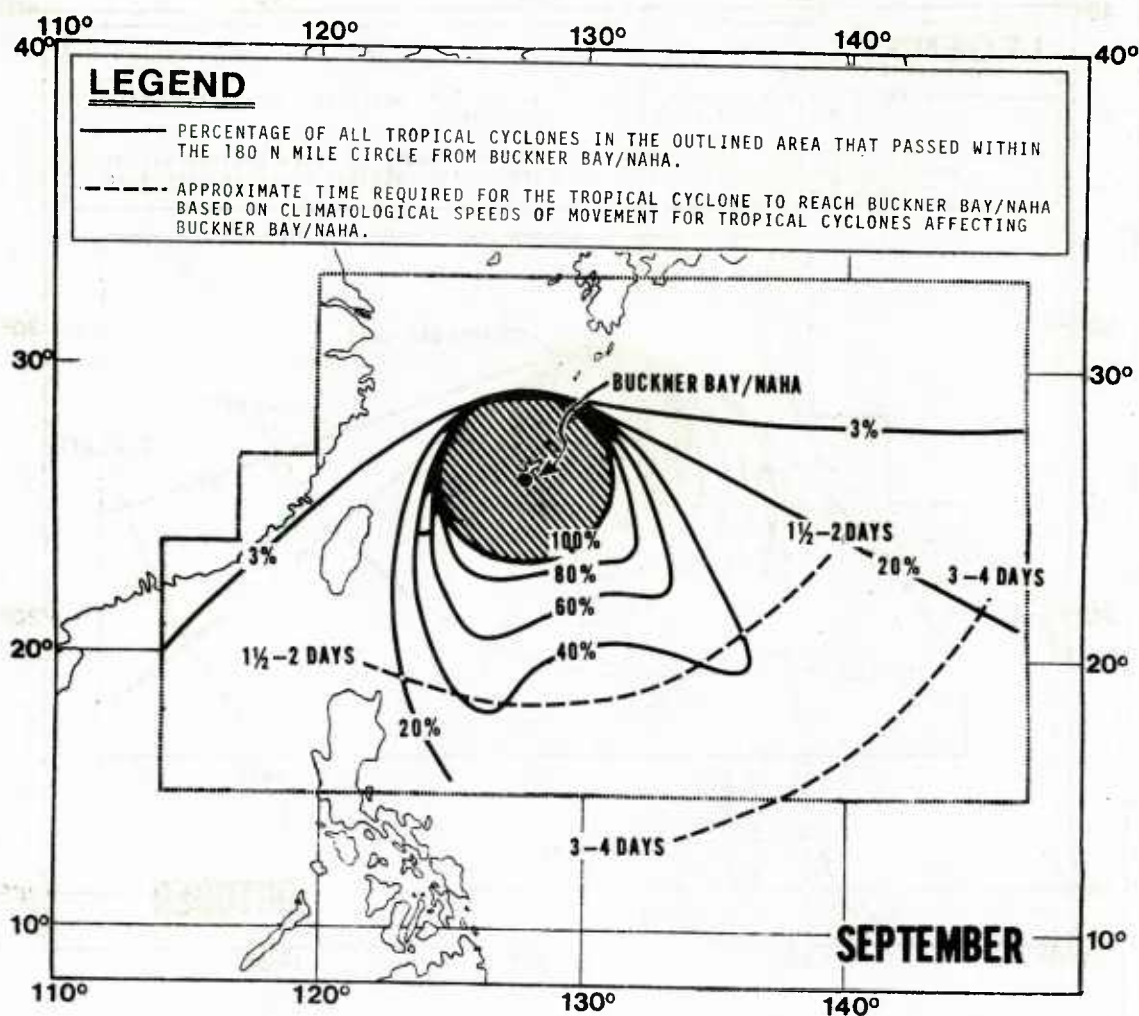 110° 120° 130° 140°
40° 40°
LEGEND
PERCENTAGE OF ALL TROPICAL CYCLONES IN THE OUTLINED AREA THAT PASSED WITHIN
THE 180 N MILE CIRCLE FROM BUCKNER BAY/NAHA.
APPROXIMATE TIME REQUIRED FOR THE TROPICAL CYCLONE TO REACH BUCKNER BAY/NAHA
BASED ON CLIMATOLOGICAL SPEEDS OF MOVEMENT FOR TROPICAL CYCLONES AFFECTING
BUCKNER BAY/NAHA.
30° 30°
BUCKNER BAY/NAHA
3%
1½-2 DAYS
100%
3%
20%
3-4 DAYS
80%
60%
40%
1½-2 DAYS
20° 20°
20%
3-4 DAYS
10° 10°
SEPTEMBER
110° 120° 130° 140°